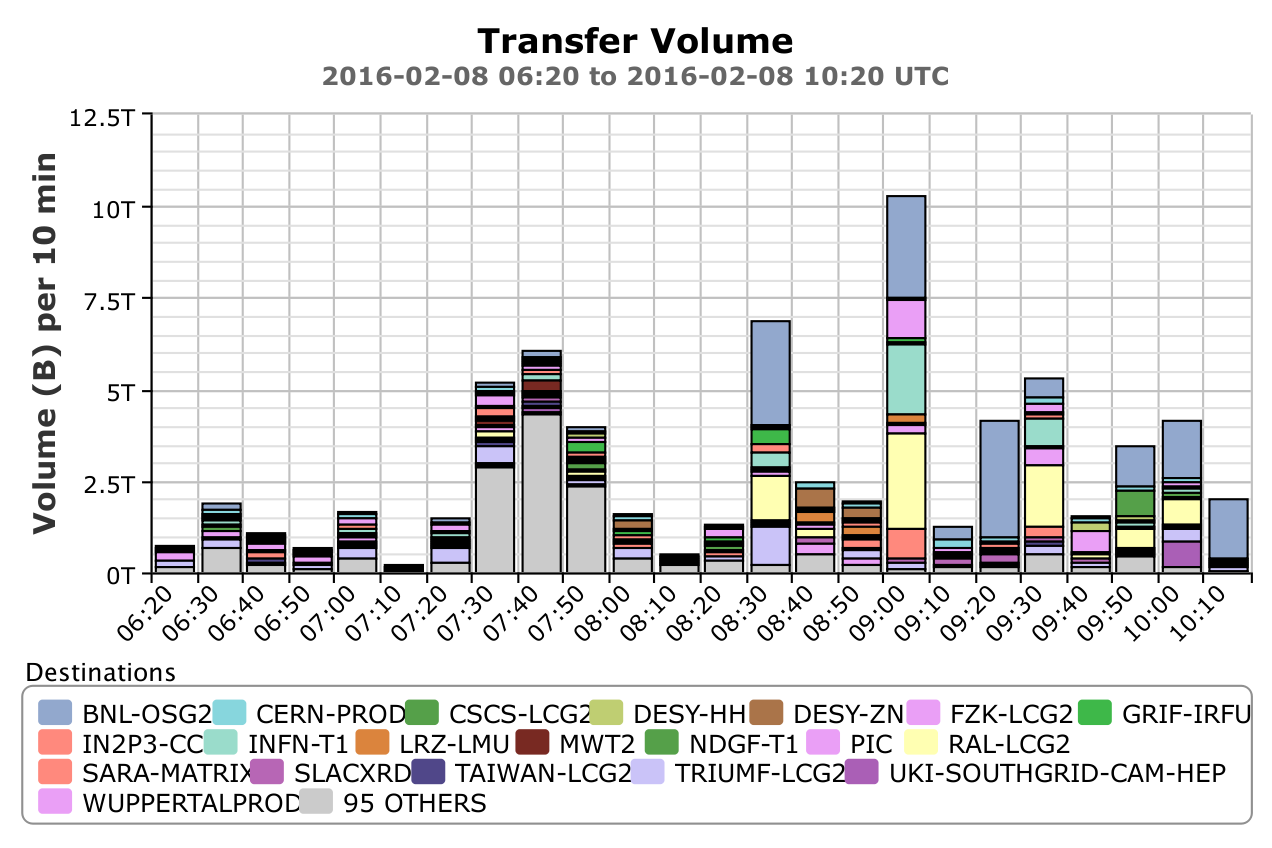 Transfer Volume
2016-02-08 06:20 to 2016-02-08 10:20 UTC
Volume (B) per 10 min
12.5T
10T
7.5T
5T
2.5T
0T
06:20 06:30 06:40 06:50 07:00 07:10 07:20 07:30 07:40 07:50 08:00 08:10 08:20 08:30 08:40 08:50 09:00 09:10 09:20 09:30 09:40 09:50 10:00 10:10
Destinations
BNL-OSG2 CERN-PROD CSCS-LCG2 DESY-HH DESY-ZN FZK-LCG2 GRIF-IRFU
IN2P3-CC INFN-T1 LRZ-LMU MWT2 NDGF-T1 PIC RAL-LCG2
SARA-MATRIX SLACXRD TAIWAN-LCG2 TRIUMF-LCG2 UKI-SOUTHGRID-CAM-HEP
WUPPERTALPROD 95 OTHERS